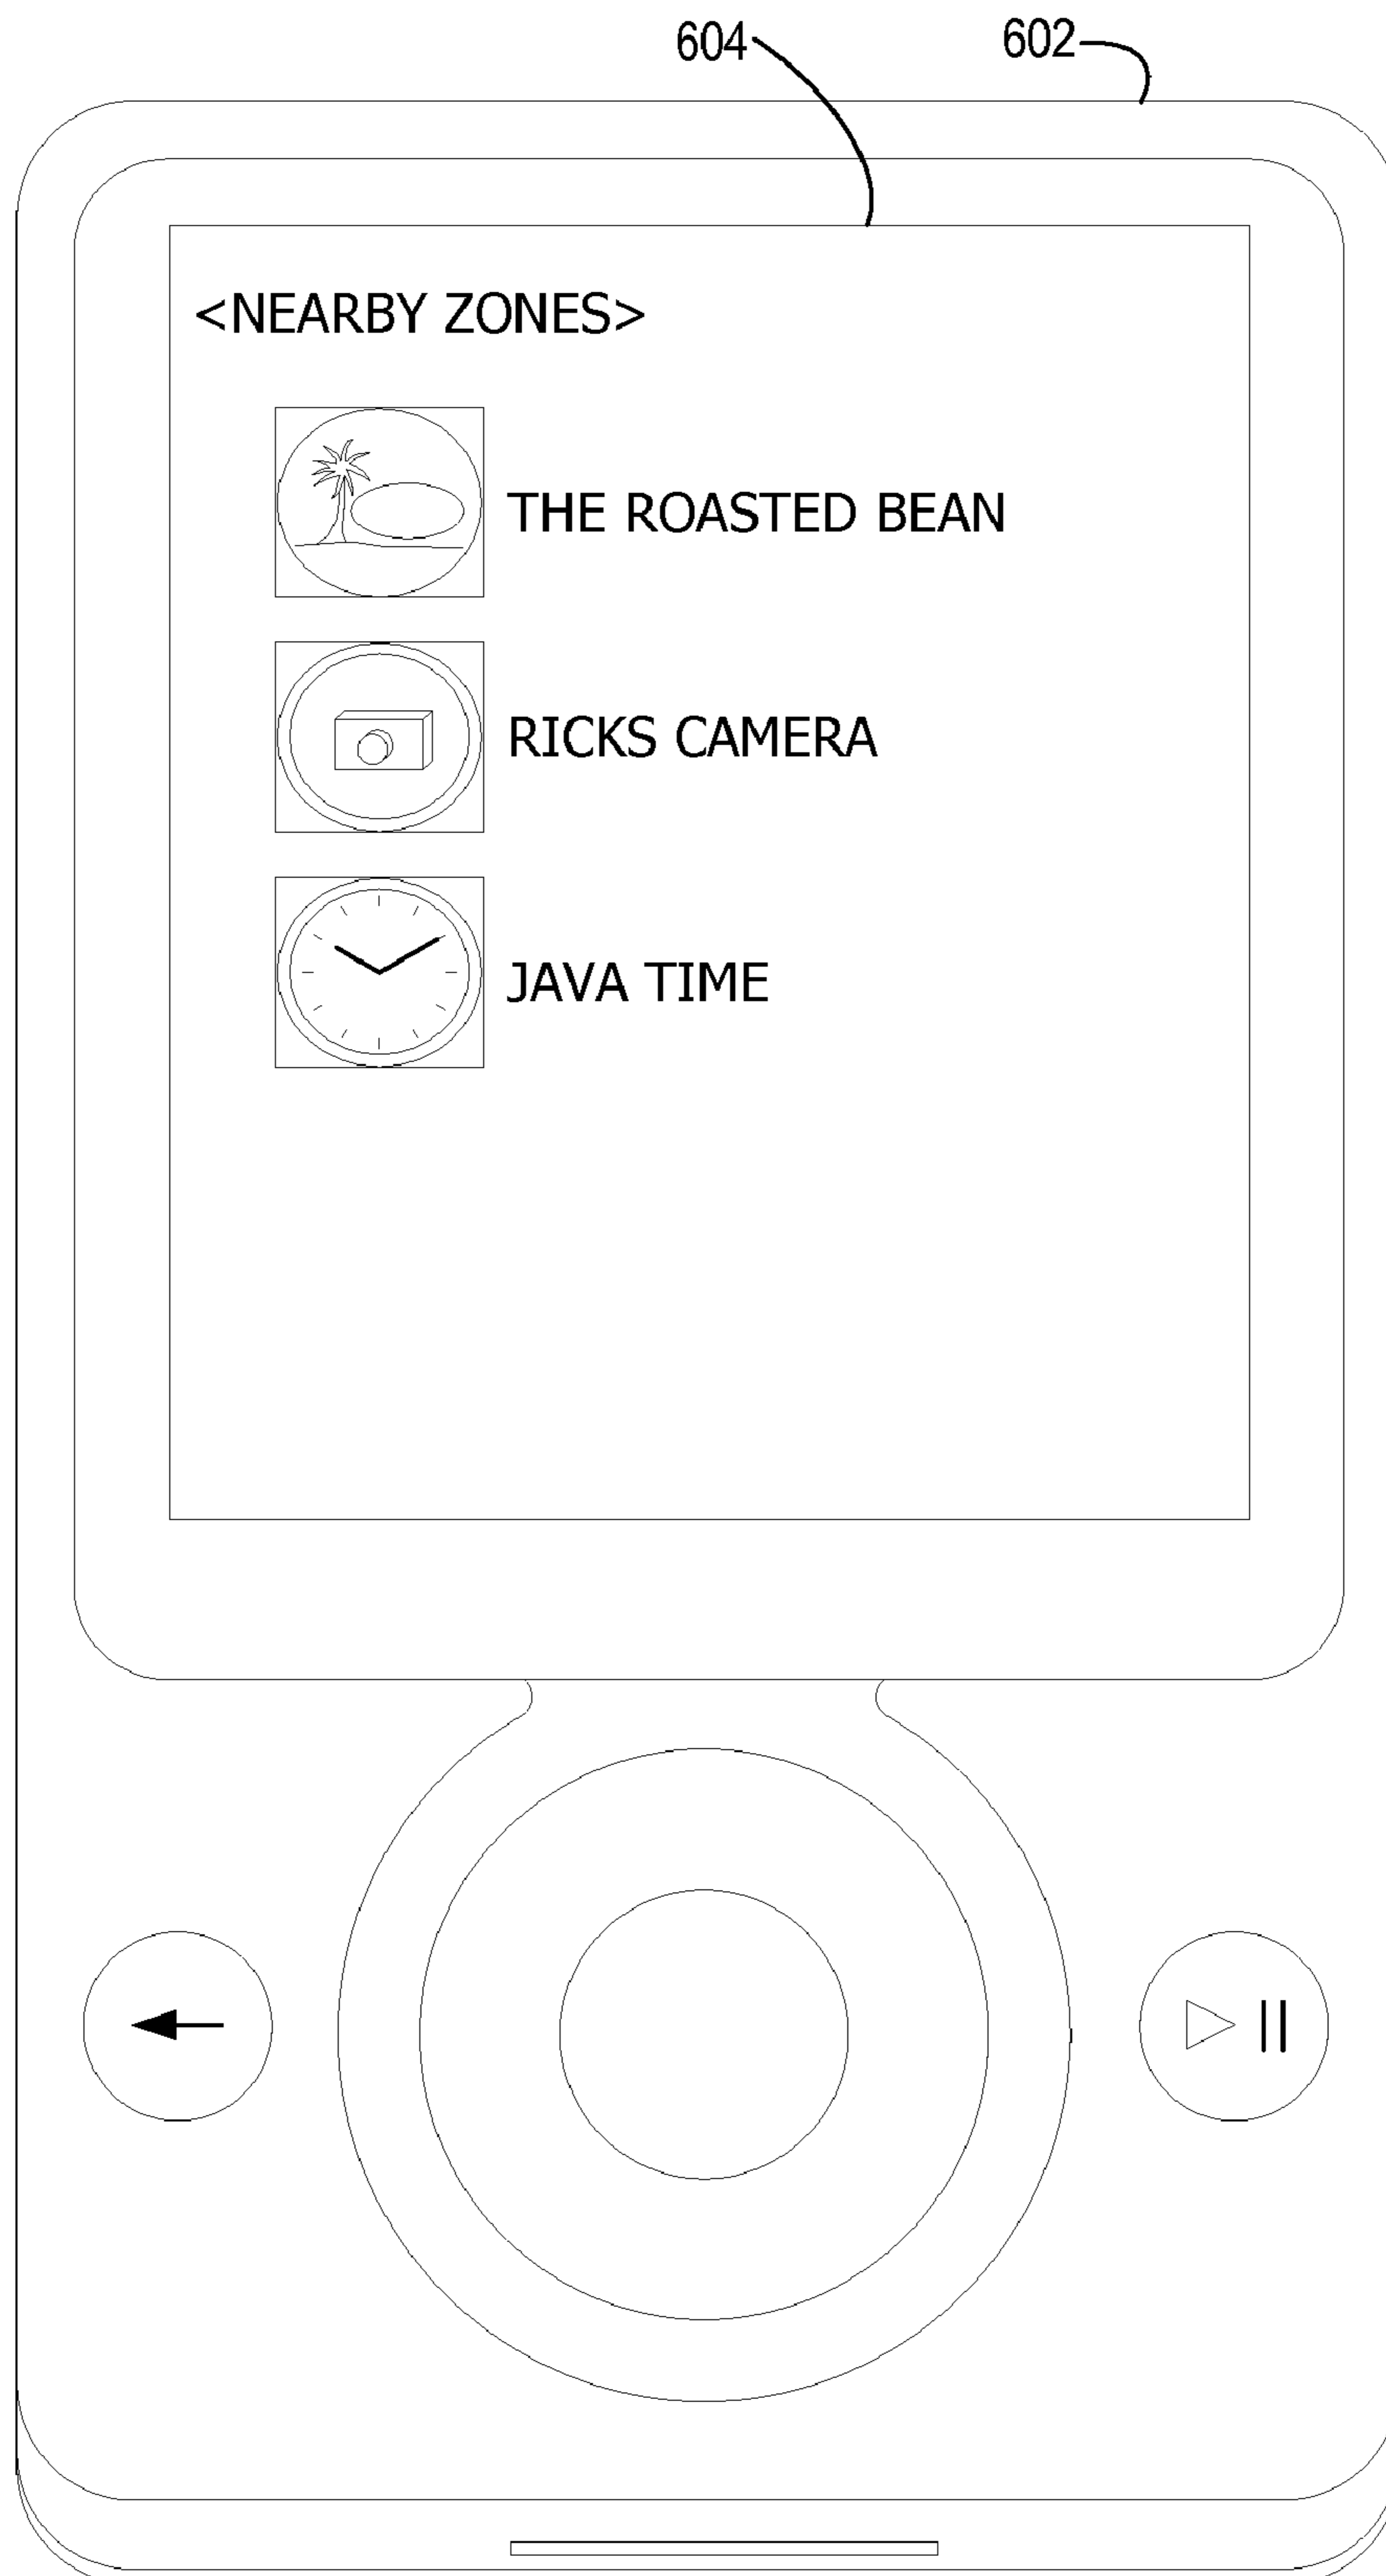 604
602
<NEARBY ZONES>
THE ROASTED BEAN
RICKS CAMERA
JAVA TIME